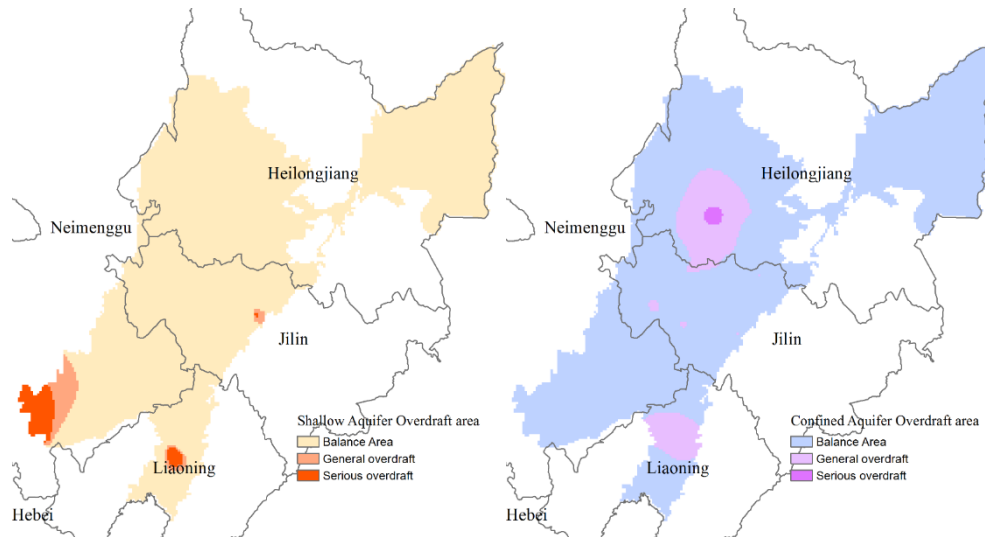 Heilongjiang
Neimenggu
Jilin
Shallow Aquifer Overdraft area
Balance Area
General overdraft
Serious overdraft
Liaoning
Hebei
Heilongjiang
Neimenggu
Jilin
Confined Aquifer Overdraft area
Balance Area
General overdraft
Serious overdraft
Liaoning
Hebei